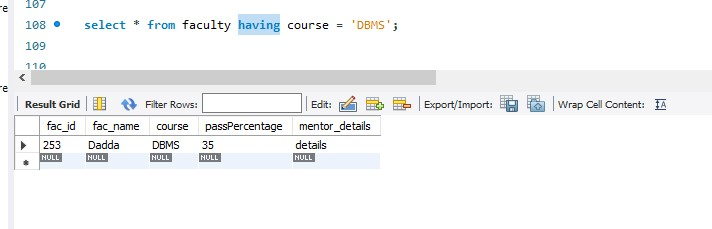 107
108 select * from faculty having course = 'DBMS';
109
110
Result Grid Filter Rows: Edit: Export/Import: Wrap Cell Content: IA
fac_id fac_name course passPercentage mentor_details
253 Dadda DBMS 35 details
NULL NULL NULL NULL NULL